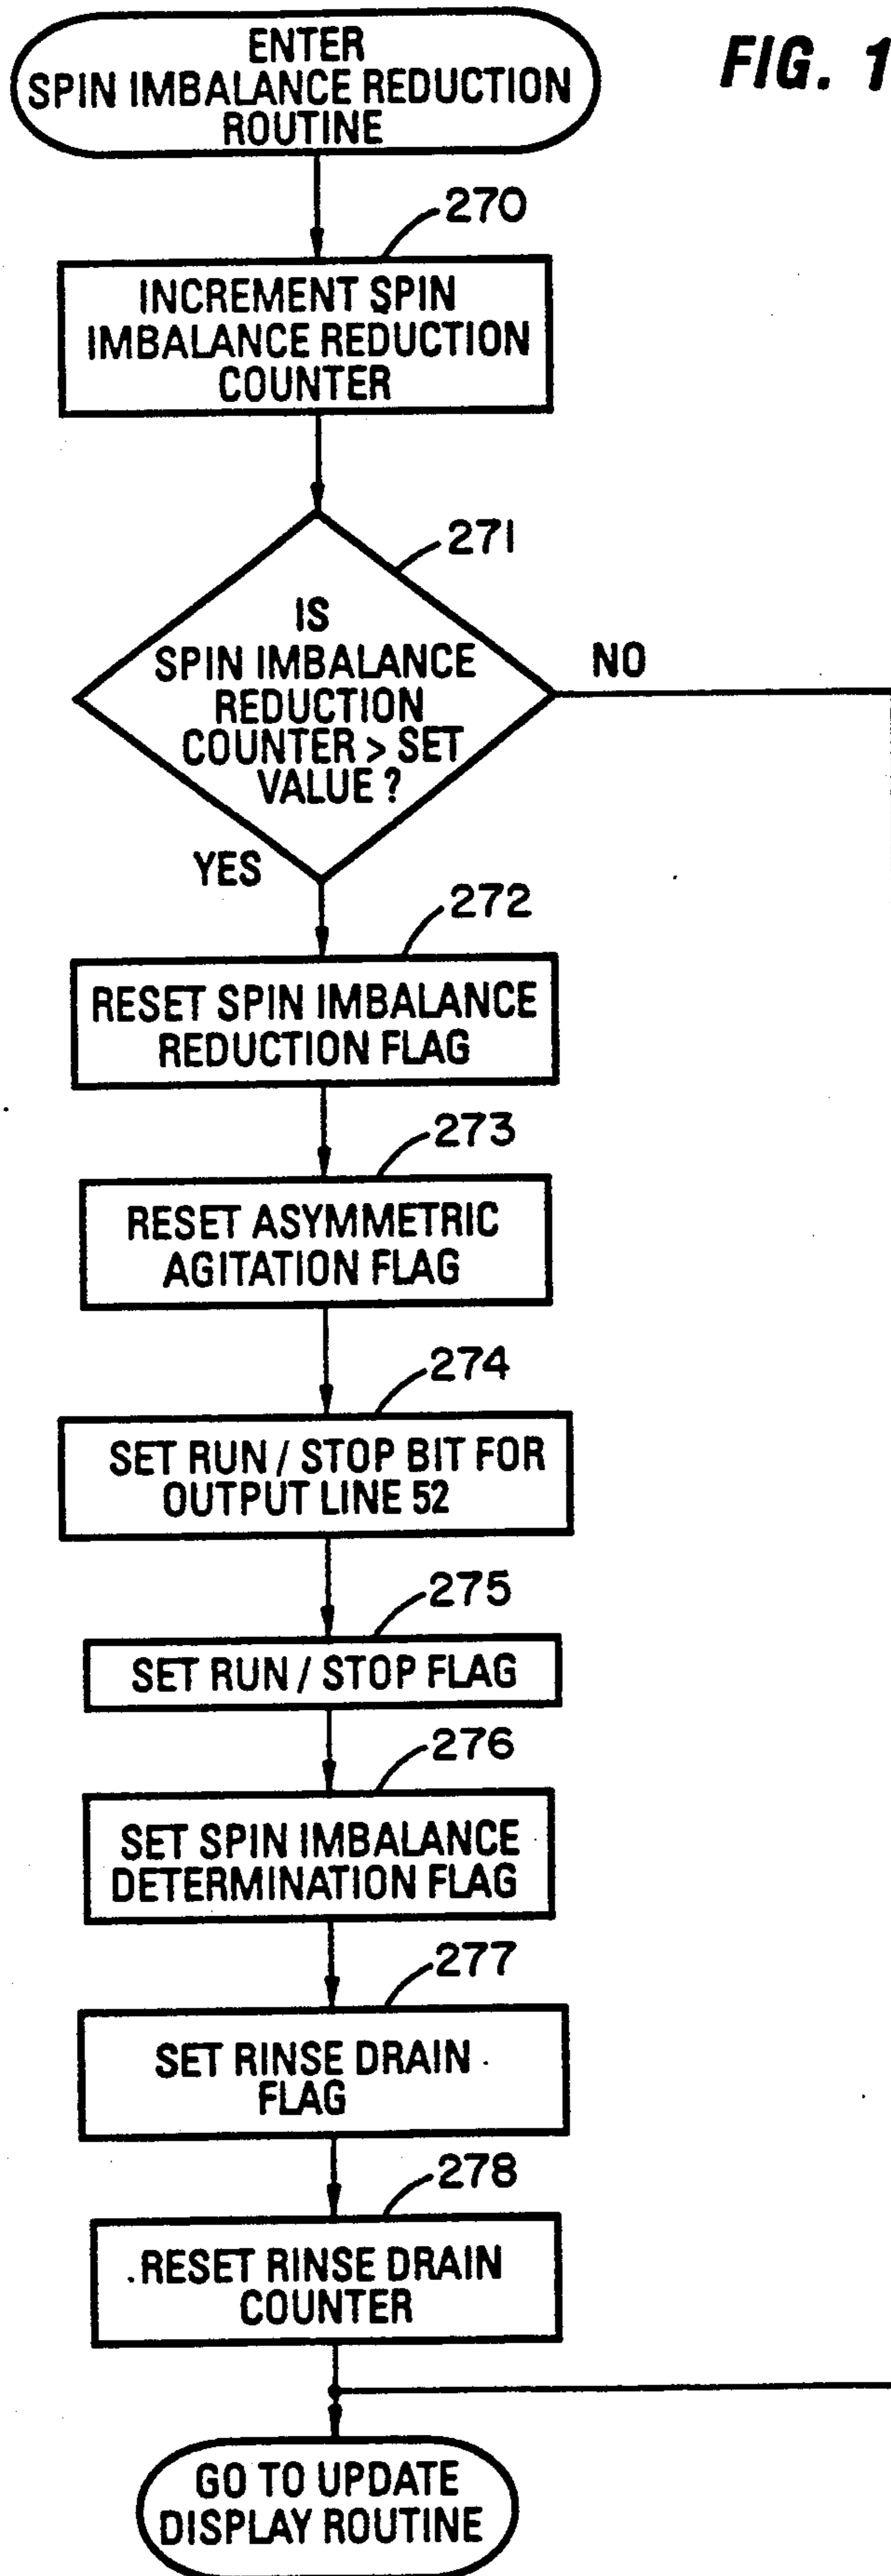 ENTER
SPIN IMBALANCE REDUCTION
ROUTINE
FIG. 1
270
INCREMENT SPIN
IMBALANCE REDUCTION
COUNTER
271
IS
SPIN IMBALANCE
REDUCTION
COUNTER > SET
VALUE ?
NO
YES
272
RESET SPIN IMBALANCE
REDUCTION FLAG
273
RESET ASYMMETRIC
AGITATION FLAG
274
SET RUN / STOP BIT FOR
OUTPUT LINE 52
275
SET RUN / STOP FLAG
276
SET SPIN IMBALANCE
DETERMINATION FLAG
277
SET RINSE DRAIN
FLAG
278
RESET RINSE DRAIN
COUNTER
GO TO UPDATE
DISPLAY ROUTINE